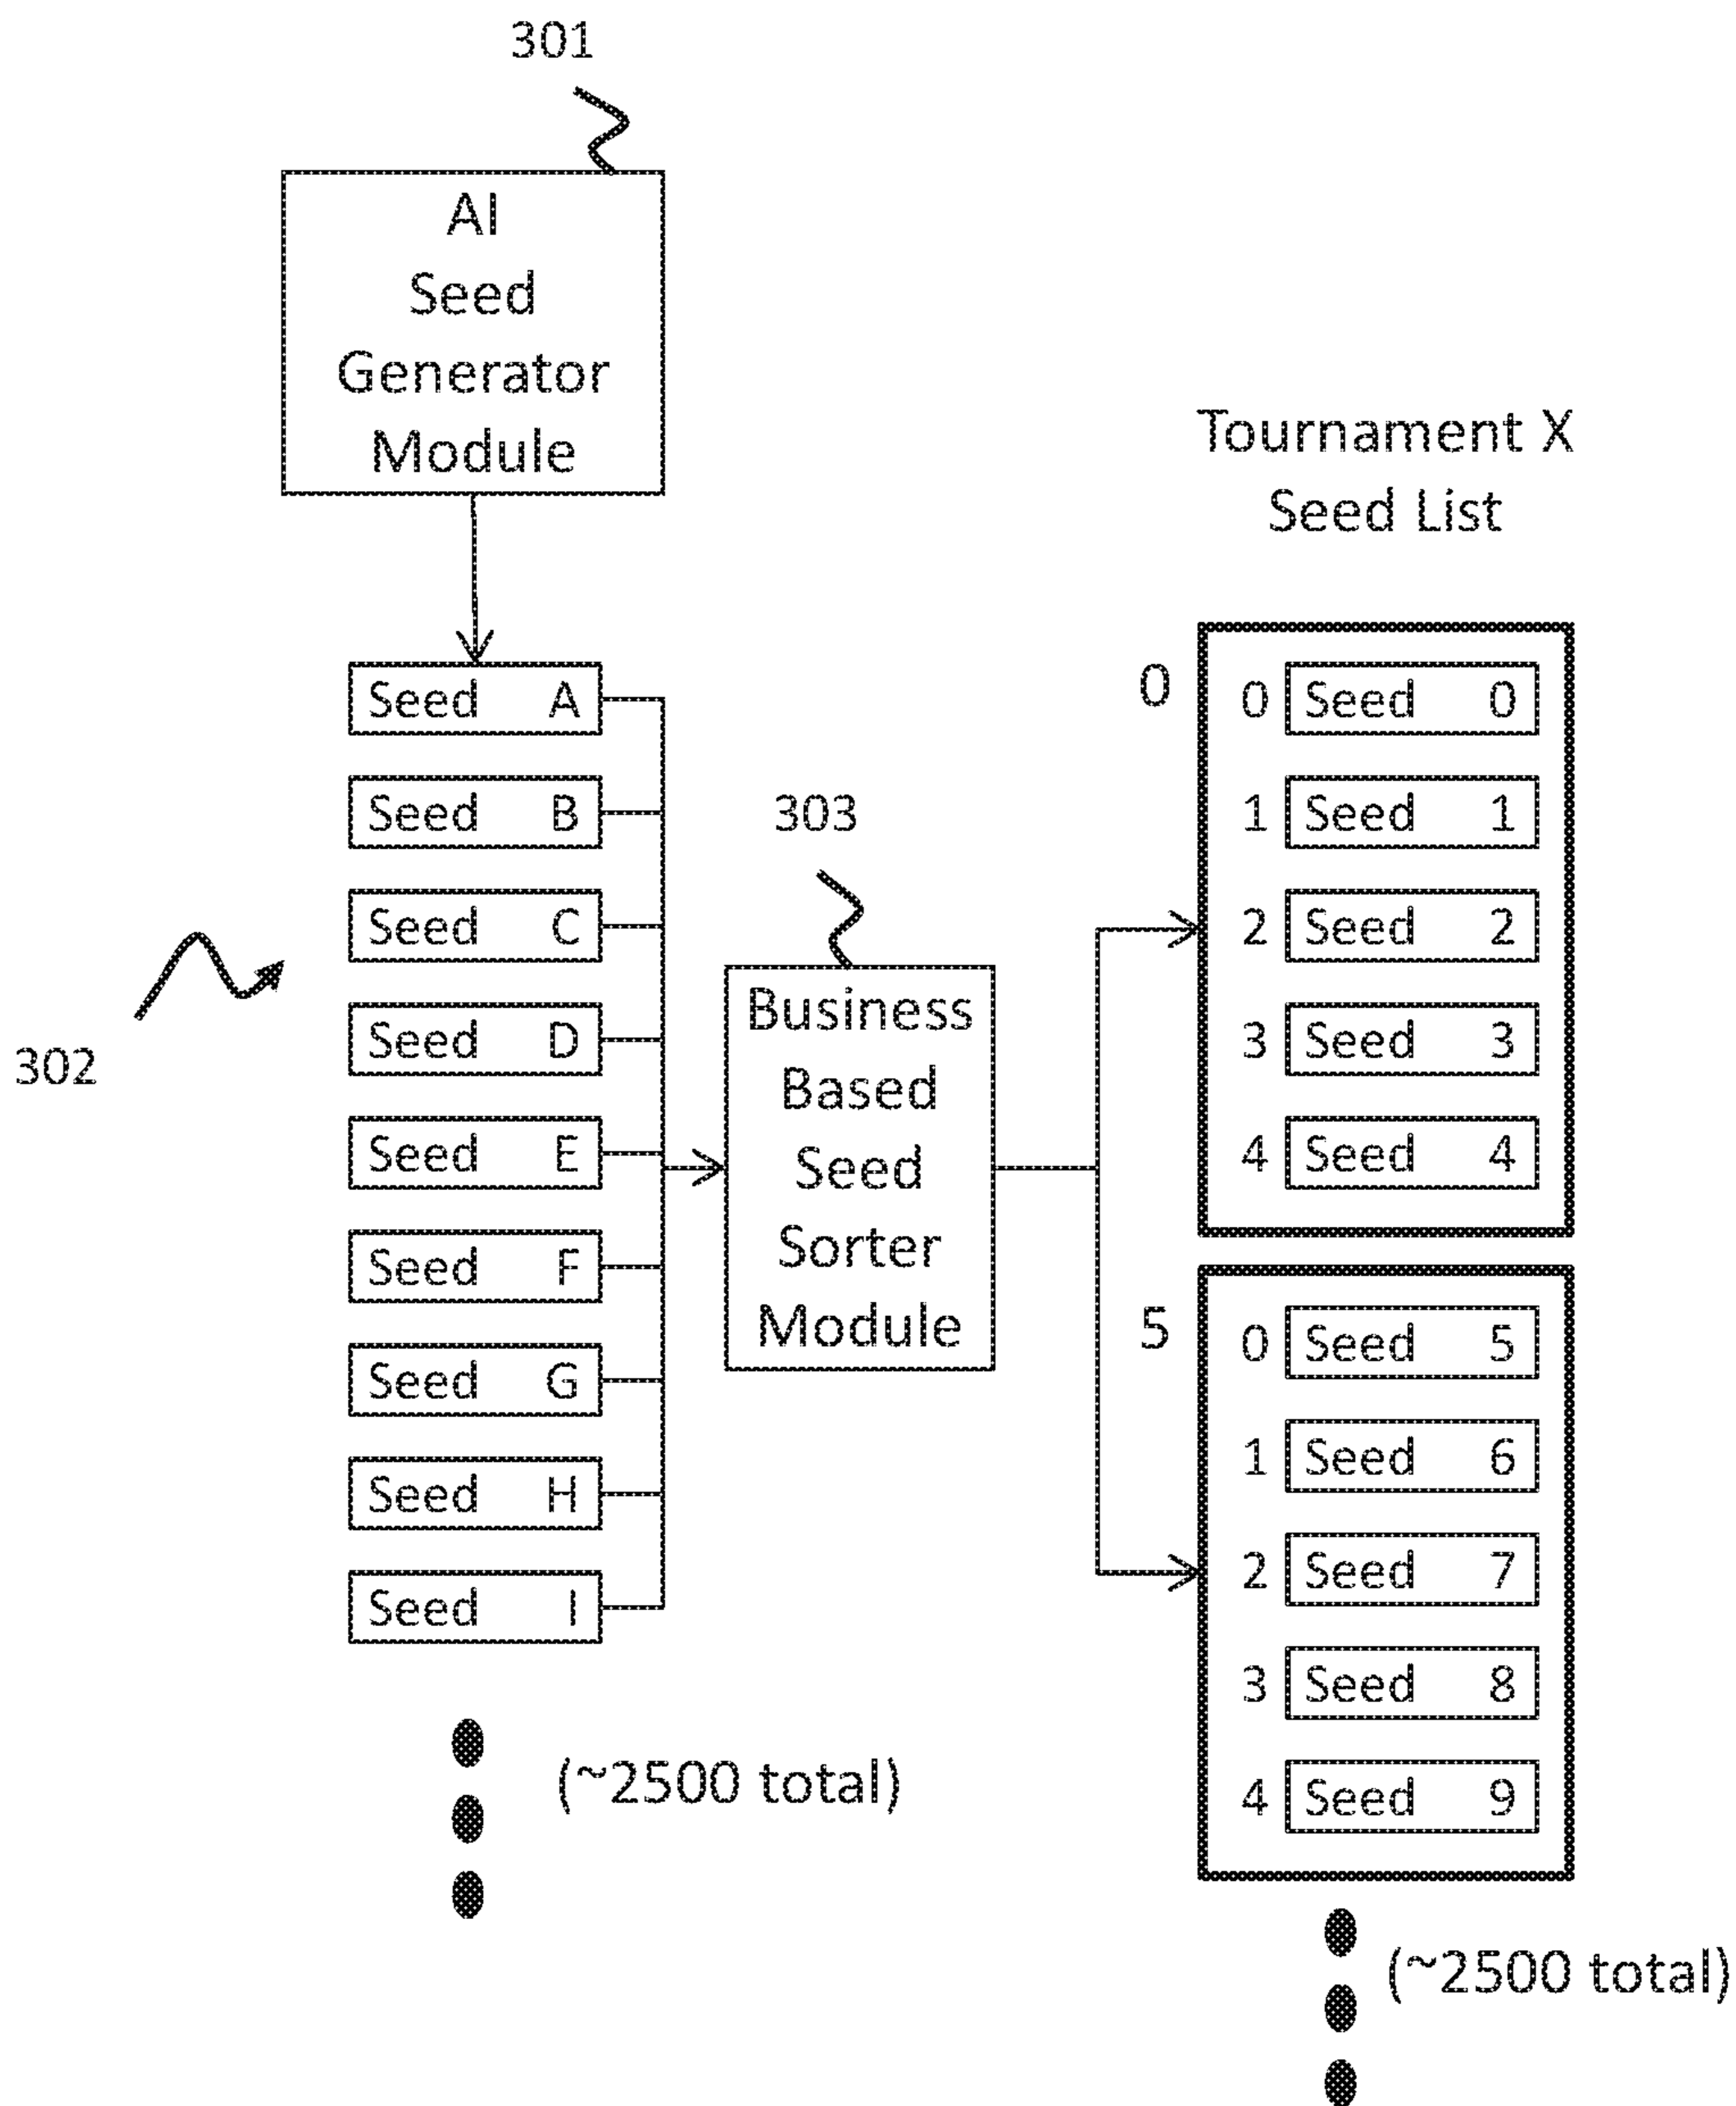 301
AI
Seed
Generator
Module
Tournament X
Seed List
Seed A
Seed B
Seed C
Seed D
Seed E
Seed F
Seed G
Seed H
Seed I
(~2500 total)
302
303
Business
Based
Seed
Sorter
Module
0
0 Seed 0
1 Seed 1
2 Seed 2
3 Seed 3
4 Seed 4
5
0 Seed 5
1 Seed 6
2 Seed 7
3 Seed 8
4 Seed 9
(~2500 total)